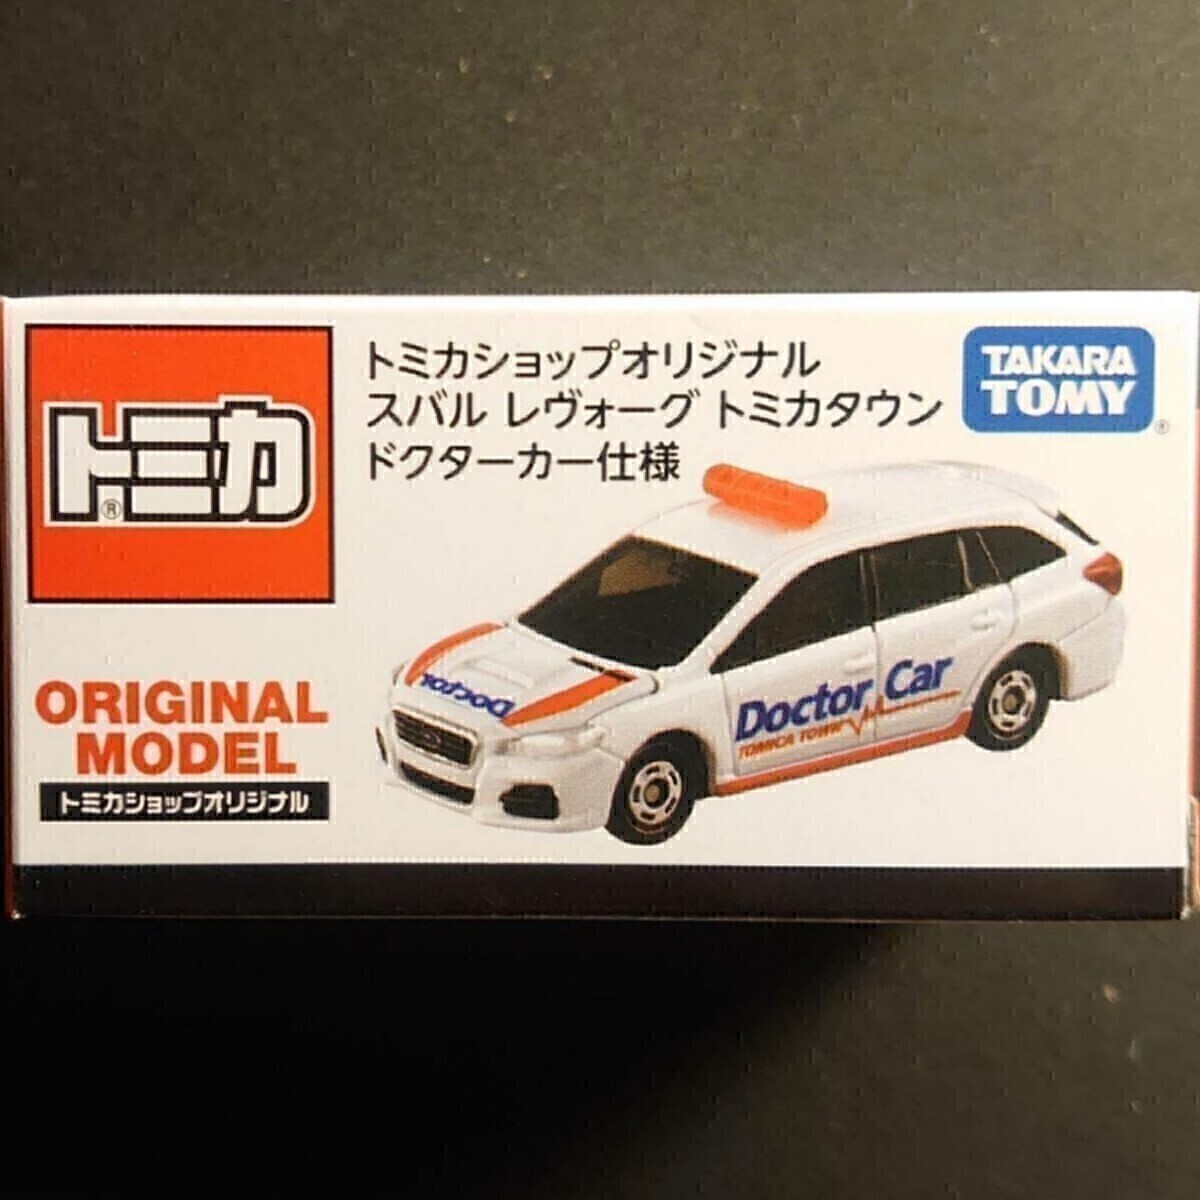 トミカ
®
ORIGINAL
MODEL
トミカショップオリジナル
トミカショップオリジナル
スバル レヴォーグ トミカタウン
ドクターカー仕様
TAKARA
TOMY
®
Doctor
Doctor Car
TOMICA TOWN